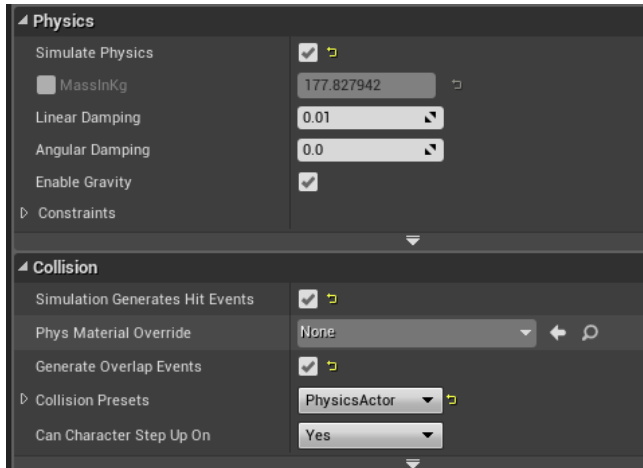 Physics
Simulate Physics
MassInKg 177.827942
Linear Damping 0.01
Angular Damping 0.0
Enable Gravity
Constraints
Collision
Simulation Generates Hit Events
Phys Material Override None
Generate Overlap Events
Collision Presets PhysicsActor
Can Character Step Up On Yes